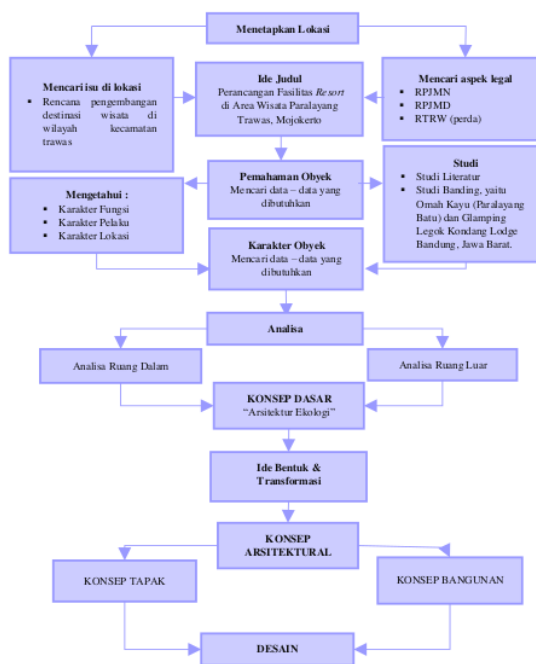 Menetapkan Lokasi
Mencari isu di lokasi
▪ Rencana pengembangan
destinasi wisata di
wilayah kecamatan
trawas
Ide Judul
Perancangan Fasilitas Resort
di Area Wisata Paralayang
Trawas, Mojokerto
Mencari aspek legal
▪ RPJMN
▪ RPJMD
▪ RTRW (perda)
Pemahaman Obyek
Mencari data – data yang
dibutuhkan
Mengetahui :
▪ Karakter Fungsi
▪ Karakter Pelaku
▪ Karakter Lokasi
Studi
▪ Studi Literatur
▪ Studi Banding, yaitu
Omah Kayu (Paralayang
Batu) dan Glamping
Legok Kondang Lodge
Bandung, Jawa Barat.
Karakter Obyek
Mencari data – data yang
dibutuhkan
Analisa
Analisa Ruang Dalam
Analisa Ruang Luar
KONSEP DASAR
“Arsitektur Ekologi”
Ide Bentuk &
Transformasi
KONSEP
ARSITEKTURAL
KONSEP TAPAK
KONSEP BANGUNAN
DESAIN